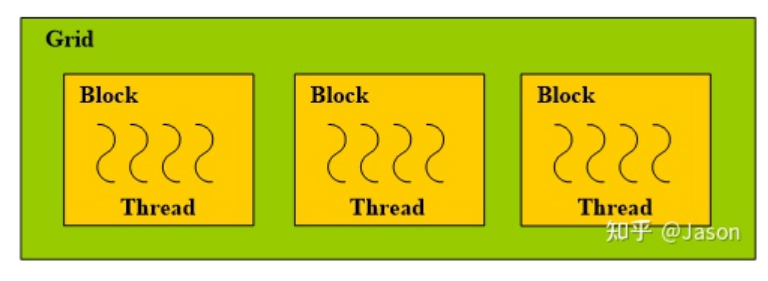 Grid
Block
Block
Block
Thread
Thread
Thread
知乎 @Jason